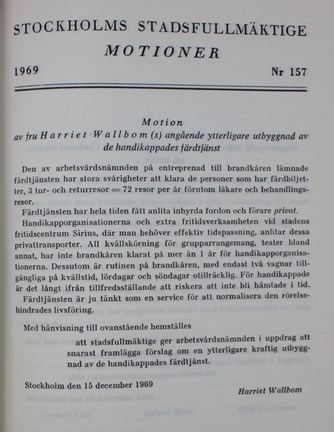 STOCKHOLMS STADSFULLMÄKTIGE
MOTIONER
1969 Nr 157
Motion
av fru Harriet Wallbom (s) angående ytterligare utbyggnad av
de handikappades färdtjänst
Den av arbetsvårdsnämnden på entreprenad till brandkåren lämnade
färdtjänsten har stora svårigheter att klara de personer som har färdbiljet-
ter, 3 tur- och returresor = 72 resor per år förutom läkare och behandlings-
resor.
Färdtjänsten har hela tiden fått anlita inhyrda fordon och förare privat.
Handikapporganisationerna och extra fritidsverksamheten vid stadens
fritidscentrum Sirius, där man behöver effektiv tidspassning, anlitar dessa
privattransporter. All kvällskörning för grupparrangemang, teater bland
annat, har inte brandkåren klarat på mer än 1 år för handikapporganisa-
tionerna. Dessutom är rutinen på brandkåren, med endast två vagnar till-
gängliga på kvällstid, lördagar och söndagar otillräcklig. För handikappade
är det långt ifrån tillfredsställande att riskera att inte bli hämtade i tid.
Färdtjänsten är ju tänkt som en service för att normalisera den rörelse-
hindrades livsföring.
Med hänvisning till ovanstående hemställes
att stadsfullmäktige ger arbetsvårdsnämnden i uppdrag att
snarast framlägga förslag om en ytterligare kraftig utbygg-
nad av de handikappades färdtjänst.
Stockholm den 15 december 1969
Harriet Wallbom